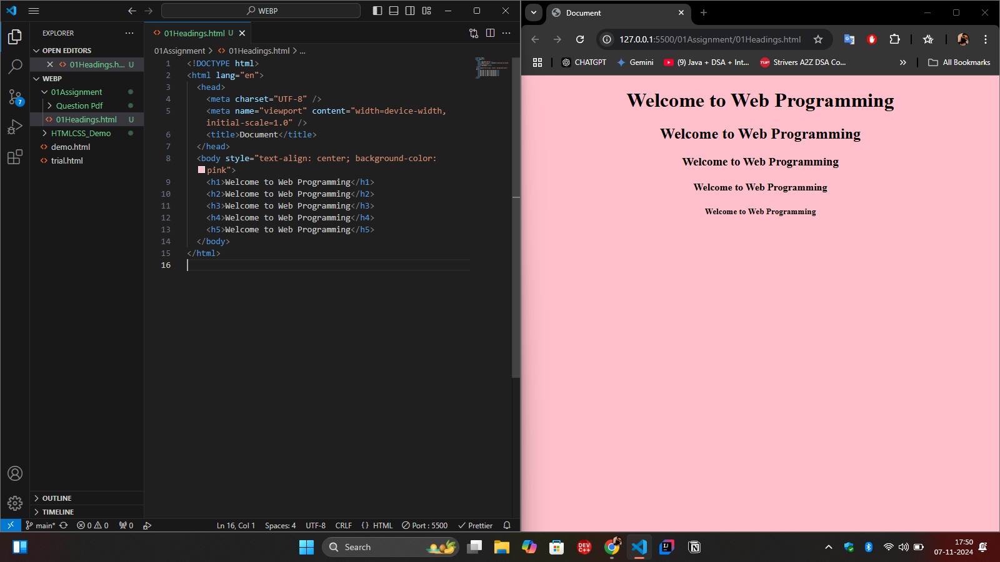 WEBP
EXPLORER
OPEN EDITORS
01Headings.h... U
WEBP
01Assignment
Question Pdf
01Headings.html U
HTMLCSS_Demo
demo.html
trial.html
OUTLINE
TIMELINE
01Headings.html U
01Assignment > 01Headings.html > ...
1 <!DOCTYPE html>
2 <html lang="en">
3 <head>
4 <meta charset="UTF-8" />
5 <meta name="viewport" content="width=device-width,
initial-scale=1.0" />
6 <title>Document</title>
7 </head>
8 <body style="text-align: center; background-color:
pink">
9 <h1>Welcome to Web Programming</h1>
10 <h2>Welcome to Web Programming</h2>
11 <h3>Welcome to Web Programming</h3>
12 <h4>Welcome to Web Programming</h4>
13 <h5>Welcome to Web Programming</h5>
14 </body>
15 </html>
16
7
main* 0 0 0 Ln 16, Col 1 Spaces: 4 UTF-8 CRLF {} HTML Port : 5500 Prettier
Document
127.0.0.1:5500/01Assignment/01Headings.html
CHATGPT Gemini (9) Java + DSA + Int... Strivers A2Z DSA Co... » All Bookmarks
Welcome to Web Programming
Welcome to Web Programming
Welcome to Web Programming
Welcome to Web Programming
Welcome to Web Programming
Search
DEV
C++
IJ
17:50
07-11-2024